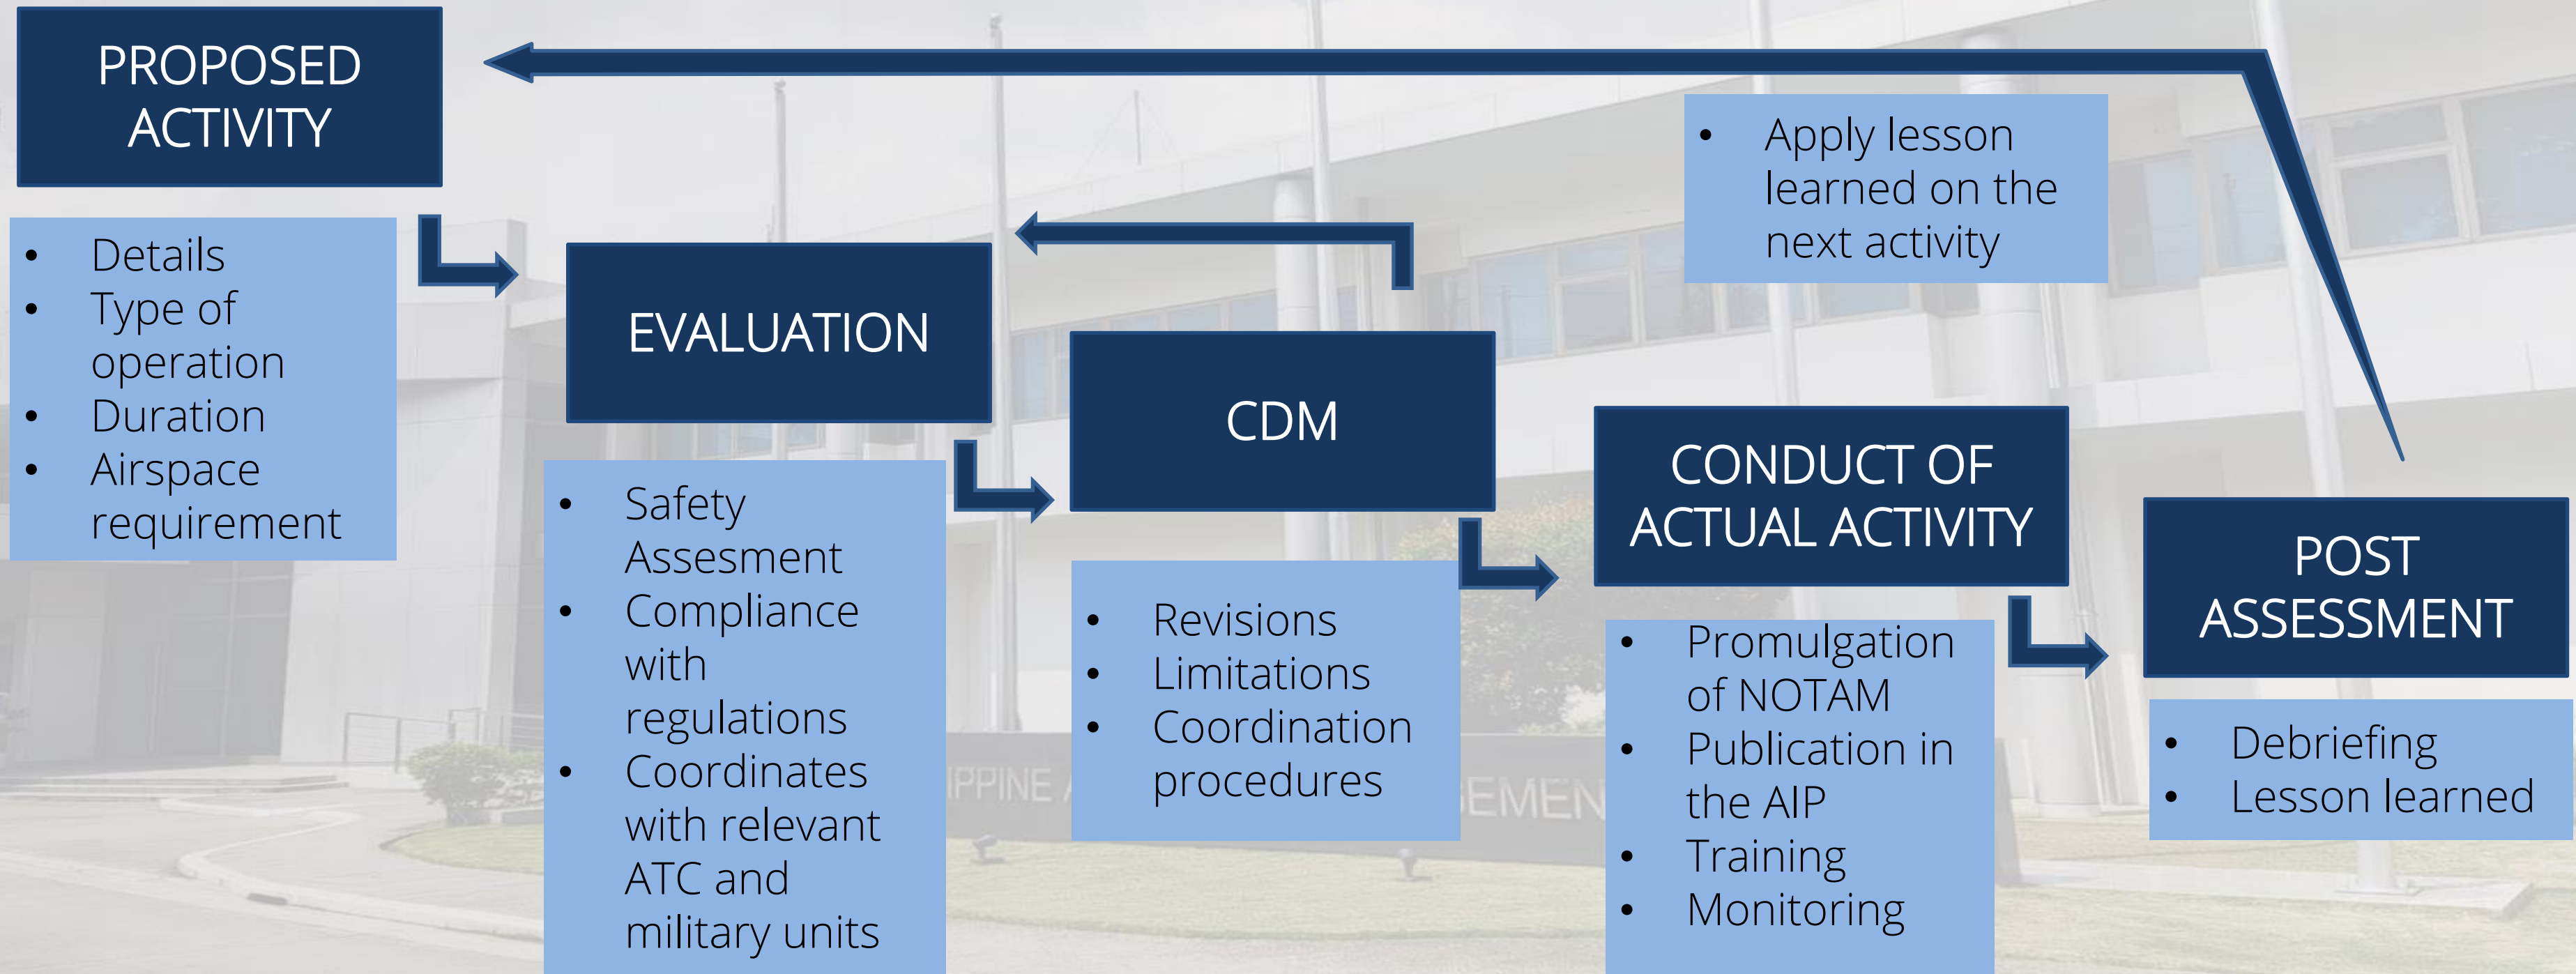 PROPOSED
ACTIVITY
• Details
• Type of
operation
• Duration
• Airspace
requirement
EVALUATION
• Safety
Assesment
• Compliance
with
regulations
• Coordinates
with relevant
ATC and
military units
CDM
• Revisions
• Limitations
• Coordination
procedures
• Apply lesson
learned on the
next activity
CONDUCT OF
ACTUAL ACTIVITY
• Promulgation
of NOTAM
• Publication in
the AIP
• Training
• Monitoring
POST
ASSESSMENT
• Debriefing
• Lesson learned